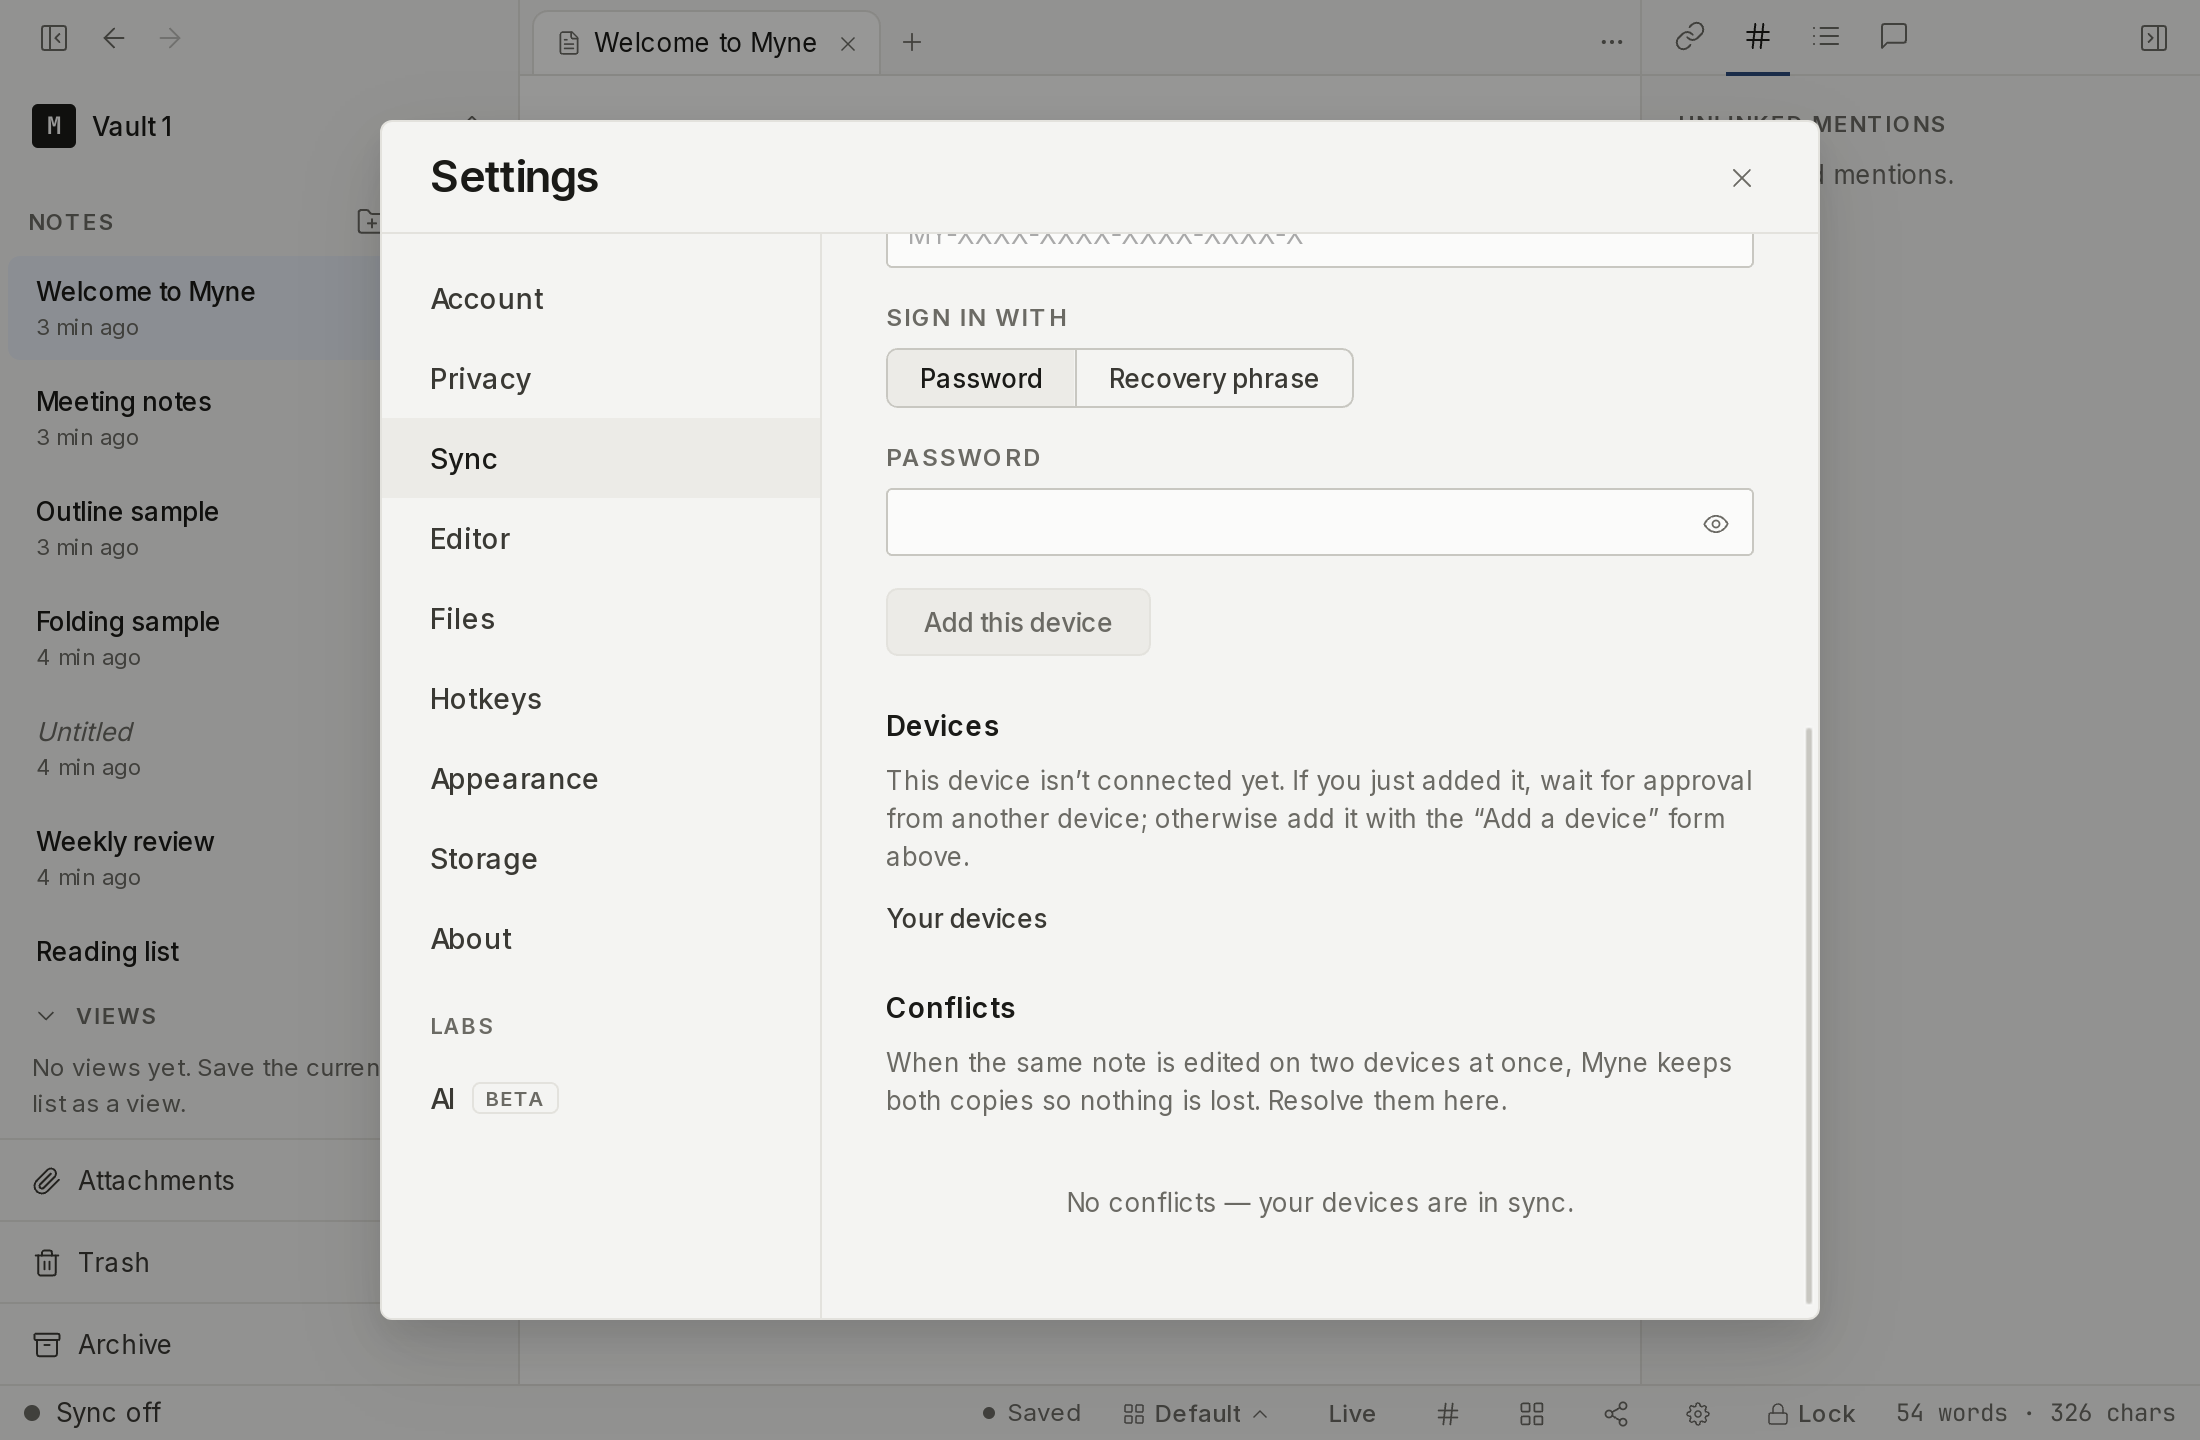 Welcome to Myne
M
Vault 1
NOTES
Welcome to Myne
3 min ago
Meeting notes
3 min ago
Outline sample
3 min ago
Folding sample
4 min ago
Untitled
4 min ago
Weekly review
4 min ago
Reading list
VIEWS
No views yet. Save the curren
list as a view.
Attachments
Trash
Archive
Sync off
Settings
Account
Privacy
Sync
Editor
Files
Hotkeys
Appearance
Storage
About
LABS
AI BETA
MY-XXXX-XXXX-XXXX-XXXX-X
SIGN IN WITH
Password
Recovery phrase
PASSWORD
Add this device
Devices
This device isn’t connected yet. If you just added it, wait for approval
from another device; otherwise add it with the “Add a device” form
above.
Your devices
Conflicts
When the same note is edited on two devices at once, Myne keeps
both copies so nothing is lost. Resolve them here.
No conflicts — your devices are in sync.
UNLINKED MENTIONS
mentions.
Saved
Default
Live
Lock
54 words · 326 chars